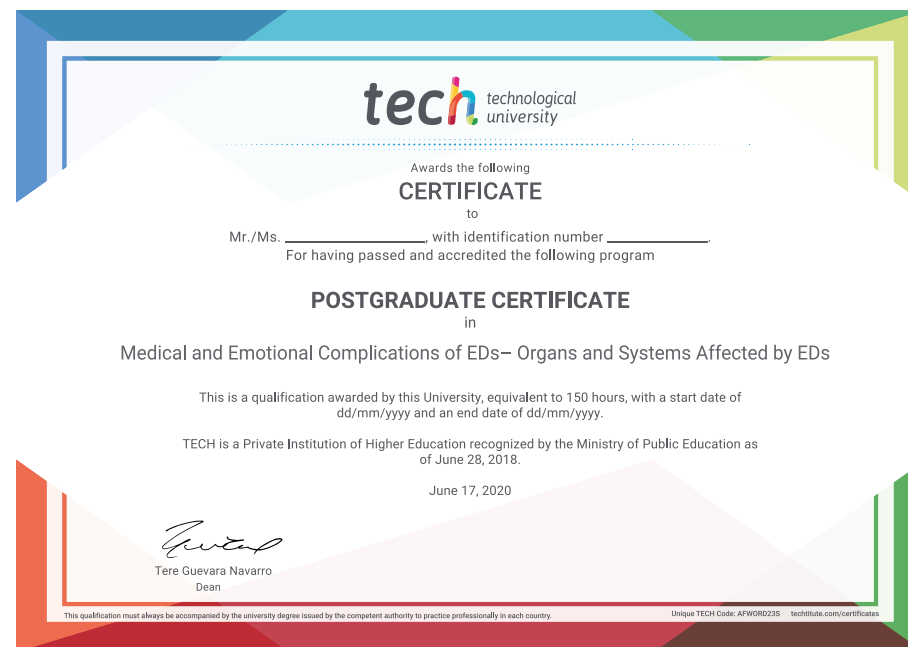 tech technological
university
Awards the following
CERTIFICATE
to
Mr./Ms. ____________, with identification number ____________.
For having passed and accredited the following program
POSTGRADUATE CERTIFICATE
in
Medical and Emotional Complications of EDs– Organs and Systems Affected by EDs
This is a qualification awarded by this University, equivalent to 150 hours, with a start date of
dd/mm/yyyy and an end date of dd/mm/yyyy.
TECH is a Private Institution of Higher Education recognized by the Ministry of Public Education as
of June 28, 2018.
June 17, 2020
Tere Guevara Navarro
Dean
This qualification must always be accompanied by the university degree issued by the competent authority to practice professionally in each country.
Unique TECH Code: AFWORD23S techtitute.com/certificates